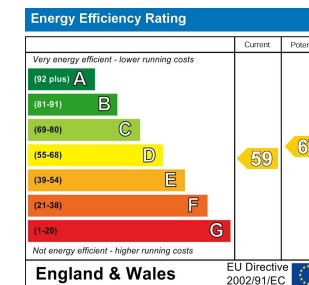 Energy Efficiency Rating
Current
Very energy efficient - lower running costs
(92 plus) A
(81-91) B
(69-80) C
(55-68) D
59
(39-54) E
(21-38) F
(1-20) G
Not energy efficient - higher running costs
England & Wales
EU Directive
2002/91/EC